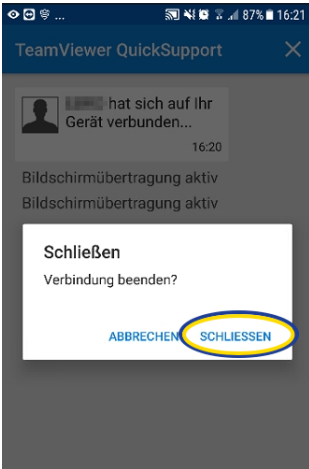 ... 87% 16:21
TeamViewer QuickSupport
hat sich auf Ihr
Gerät verbunden...
16:20
Bildschirmübertragung aktiv
Bildschirmübertragung aktiv
Schließen
Verbindung beenden?
ABBRECHEN SCHLIESSEN